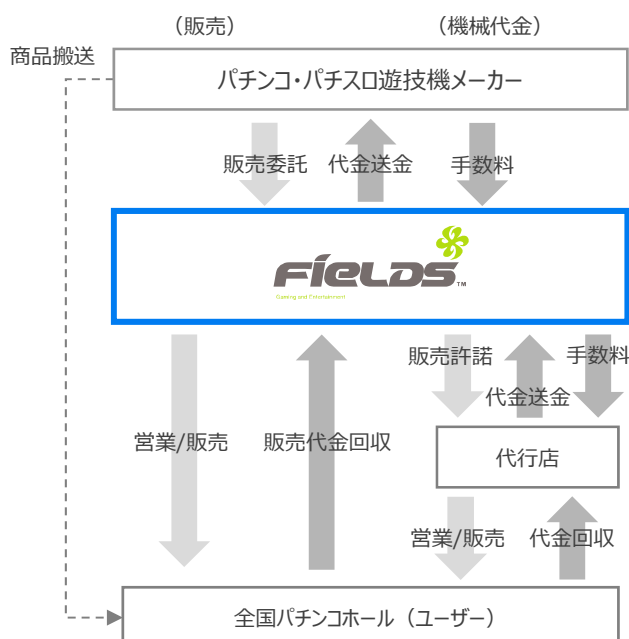 （販売）
（機械代金）
商品搬送
パチンコ・パチスロ遊技機メーカー
販売委託
代金送金
手数料
FIELDS™
Gaming and Entertainment
販売許諾
手数料
代金送金
営業/販売
販売代金回収
代行店
営業/販売
代金回収
全国パチンコホール（ユーザー）